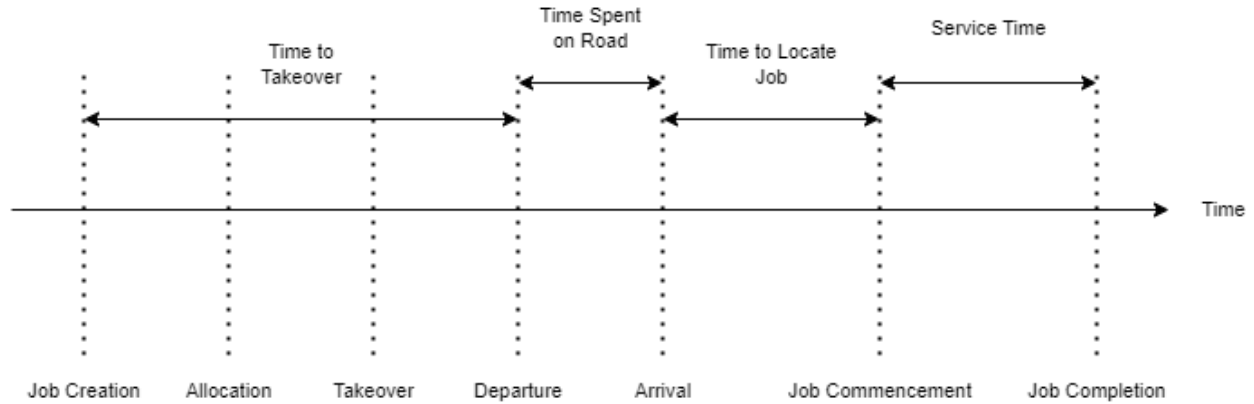 Time Spent
on Road
Service Time
Time to
Takeover
Time to Locate
Job
Time
Job Creation
Allocation
Takeover
Departure
Arrival
Job Commencement
Job Completion